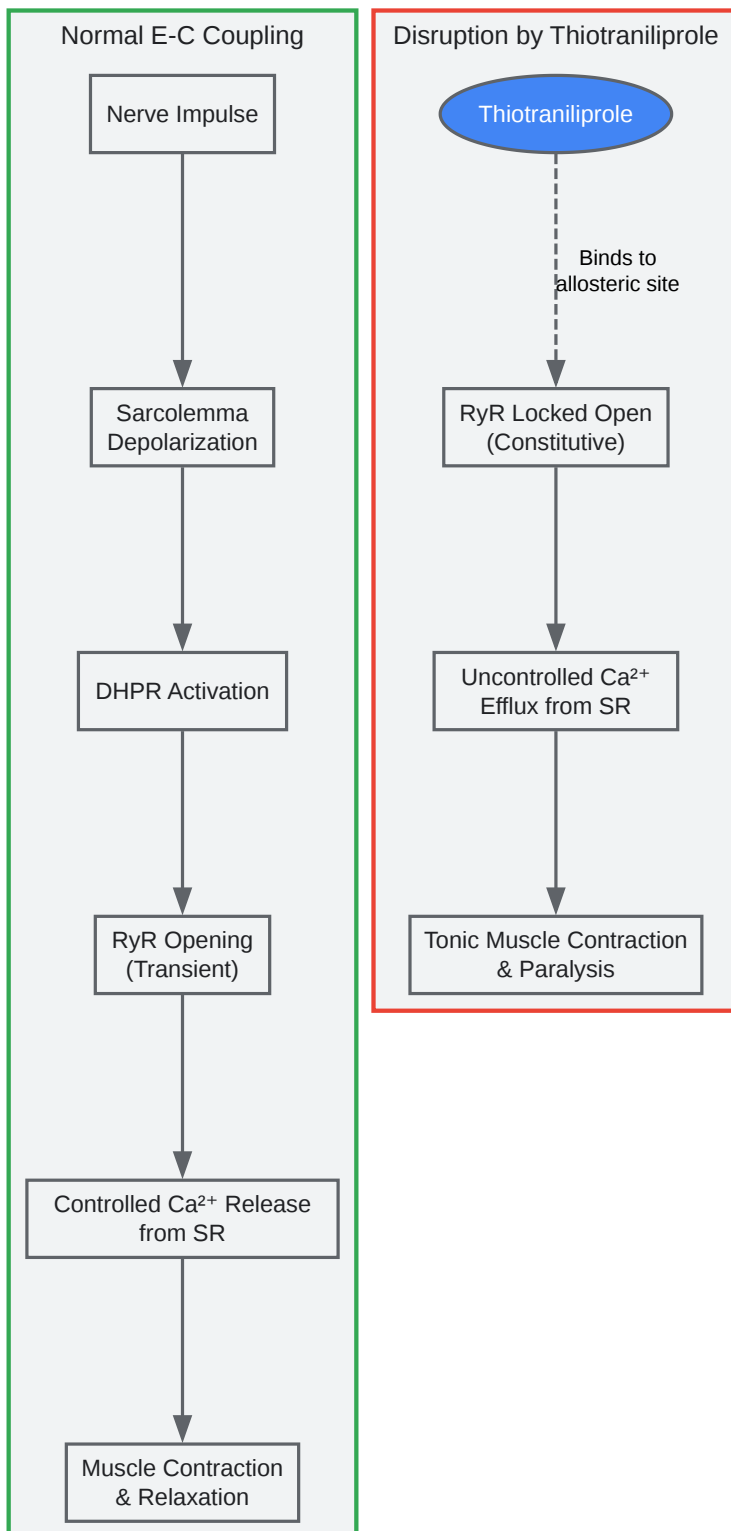 Normal E-C Coupling
Nerve Impulse
Sarcolemma
Depolarization
DHPR Activation
RyR Opening
(Transient)
Controlled Ca²⁺ Release
from SR
Muscle Contraction
& Relaxation
Disruption by Thiotraniliprole
Thiotraniliprole
Binds to
allosteric site
RyR Locked Open
(Constitutive)
Uncontrolled Ca²⁺
Efflux from SR
Tonic Muscle Contraction
& Paralysis